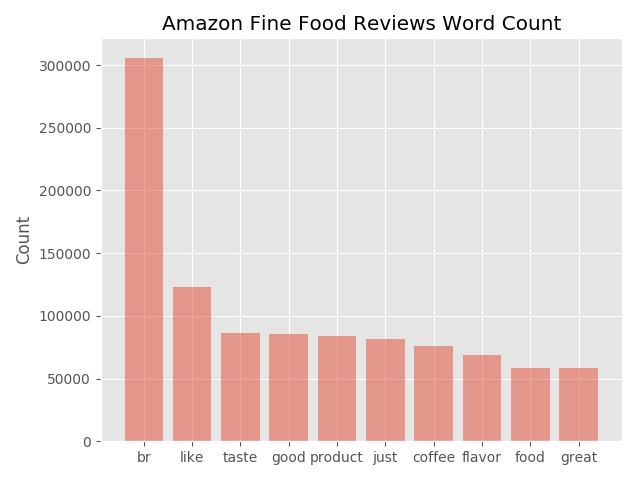 Amazon Fine Food Reviews Word Count
300000
250000
200000
150000
100000
50000
0
Count
br like taste good product just coffee flavor food great